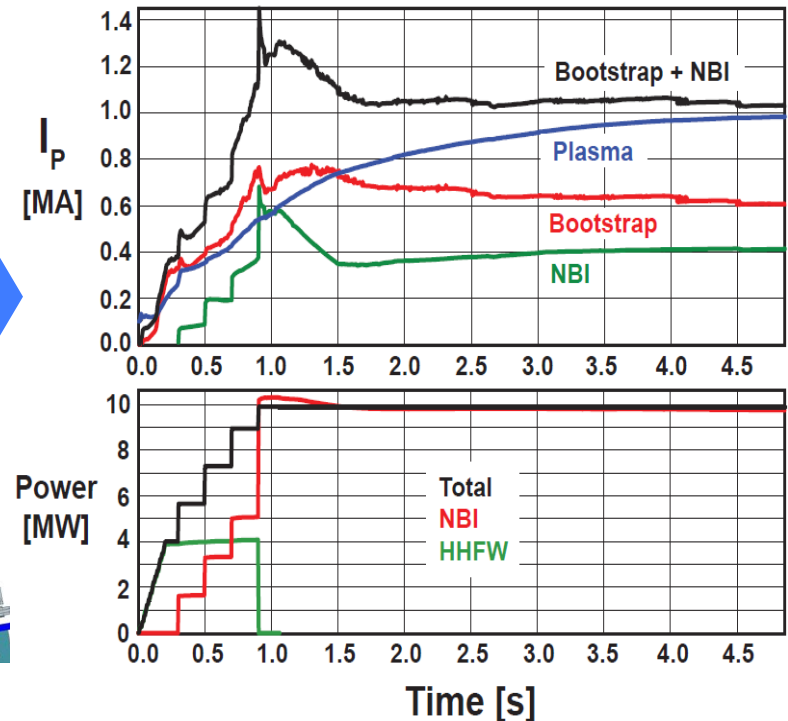 1.4
1.2
1.0
0.8
0.6
0.4
0.2
0.0
I_P
[MA]
Bootstrap + NBI
Plasma
Bootstrap
NBI
0.0 0.5 1.0 1.5 2.0 2.5 3.0 3.5 4.0 4.5
10
8
6
4
2
0
Power
[MW]
Total
NBI
HHFW
0.0 0.5 1.0 1.5 2.0 2.5 3.0 3.5 4.0 4.5
Time [s]